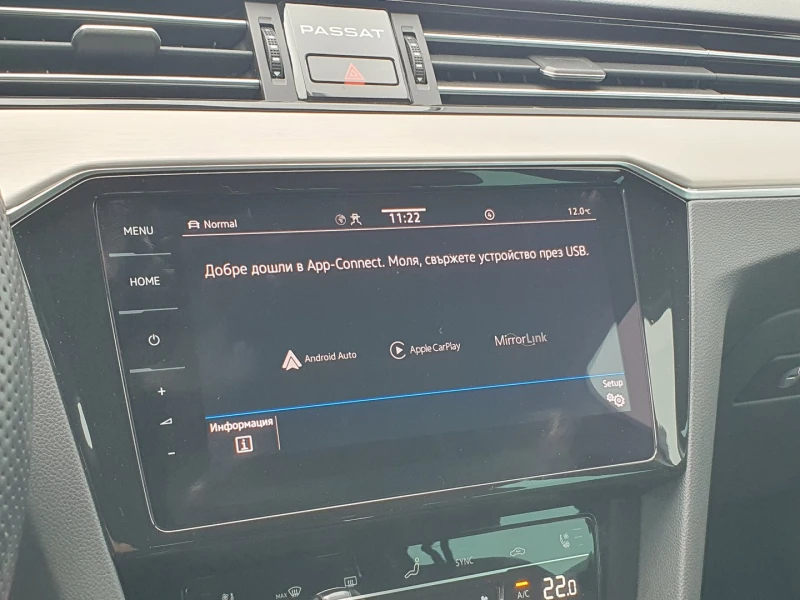 PASSAT
MENU
Normal
11:22
12.0°C
Добре дошли в App-Connect. Моля, свържете устройство през USB.
HOME
Android Auto
Apple CarPlay
MirrorLink
+
-
Setup
Информация
i
SYNC
MAX
A/C
22.0